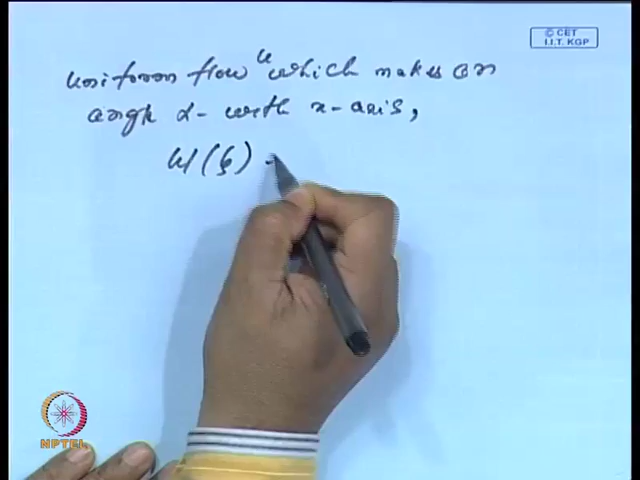 © CET
I.I.T. KGP
uniform flow u which makes an
angle α- with x-axis,
W(ζ) =
NPTEL